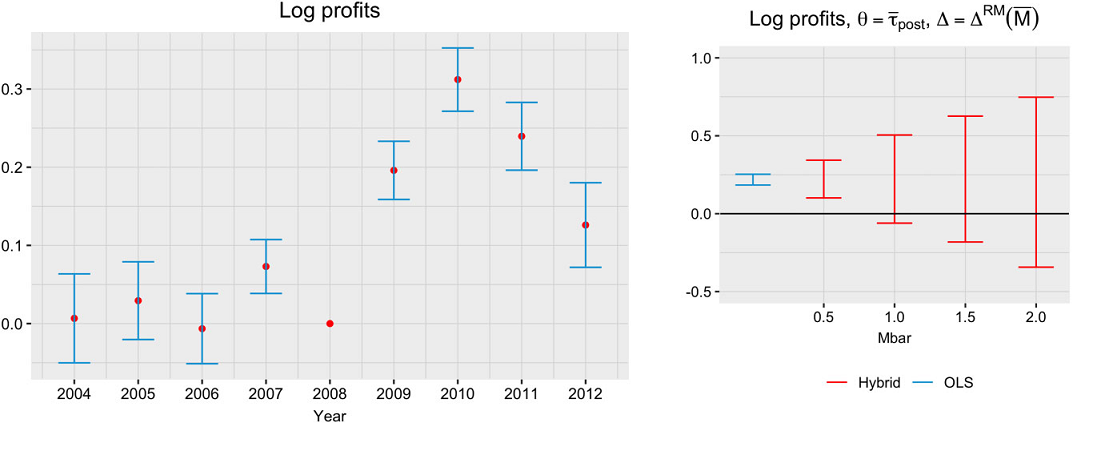 Log profits
0.3
0.2
0.1
0.0
2004 2005 2006 2007 2008 2009 2010 2011 2012
Year
Log profits, θ = τ̅post, Δ = ΔRM(M̅)
1.0
0.5
0.0
-0.5
0.5 1.0 1.5 2.0
Mbar
Hybrid OLS